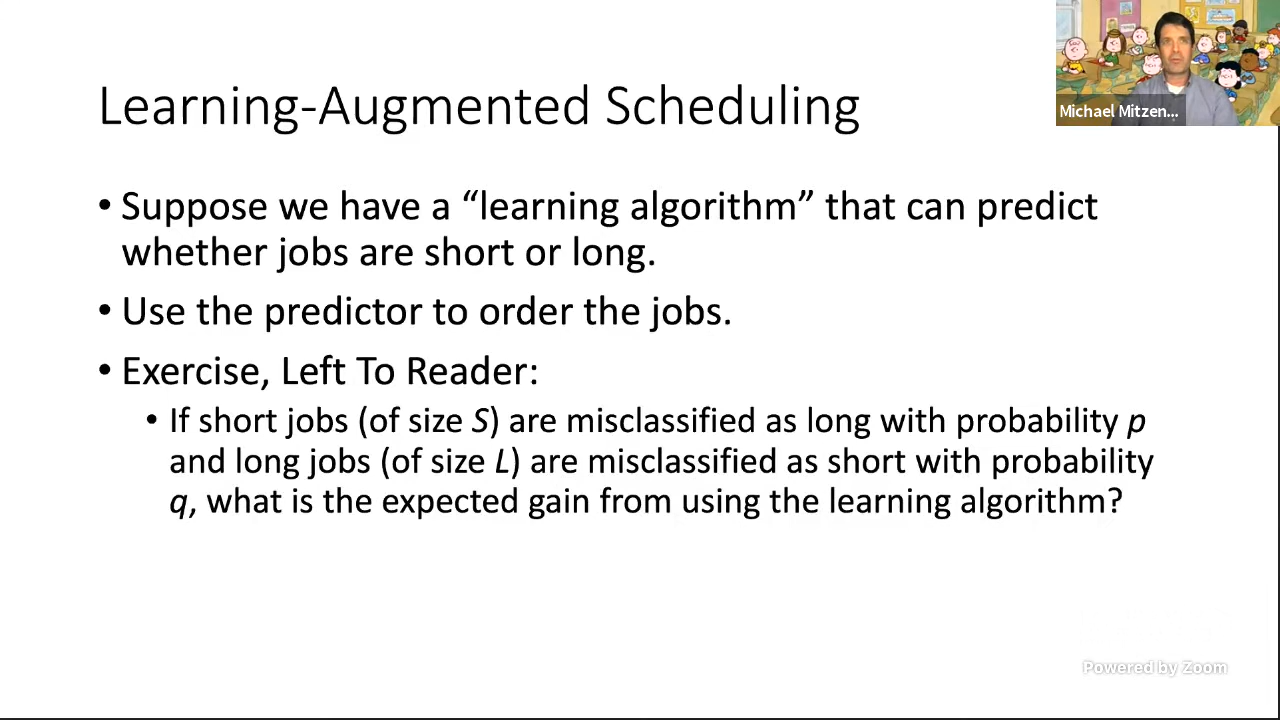 Learning-Augmented Scheduling
Michael Mitzen...
• Suppose we have a “learning algorithm” that can predict
whether jobs are short or long.
• Use the predictor to order the jobs.
• Exercise, Left To Reader:
• If short jobs (of size S) are misclassified as long with probability p
and long jobs (of size L) are misclassified as short with probability
q, what is the expected gain from using the learning algorithm?
Powered by Zoom